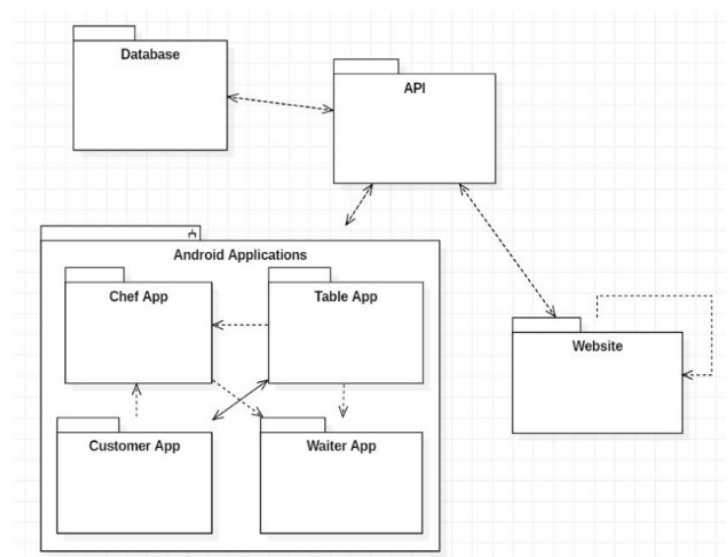 Database
API
Android Applications
Chef App
Table App
Website
Customer App
Waiter App